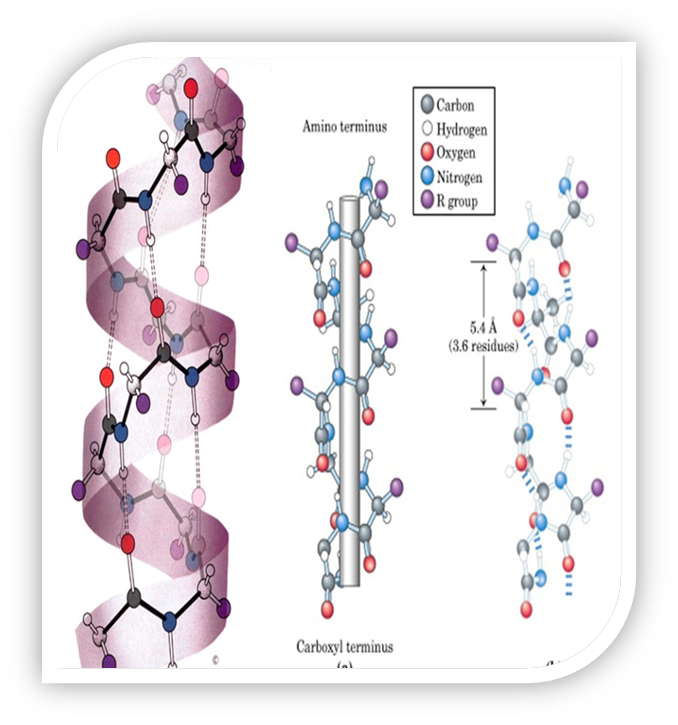 Amino terminus
Carbon
Hydrogen
Oxygen
Nitrogen
R group
5.4 Å
(3.6 residues)
Carboxyl terminus
©